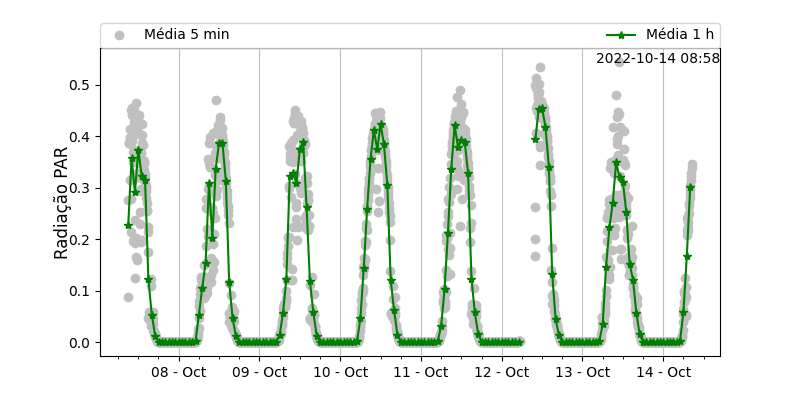 Média 5 min
Média 1 h
2022-10-14 08:58
Radiação PAR
0.5
0.4
0.3
0.2
0.1
0.0
08 - Oct
09 - Oct
10 - Oct
11 - Oct
12 - Oct
13 - Oct
14 - Oct